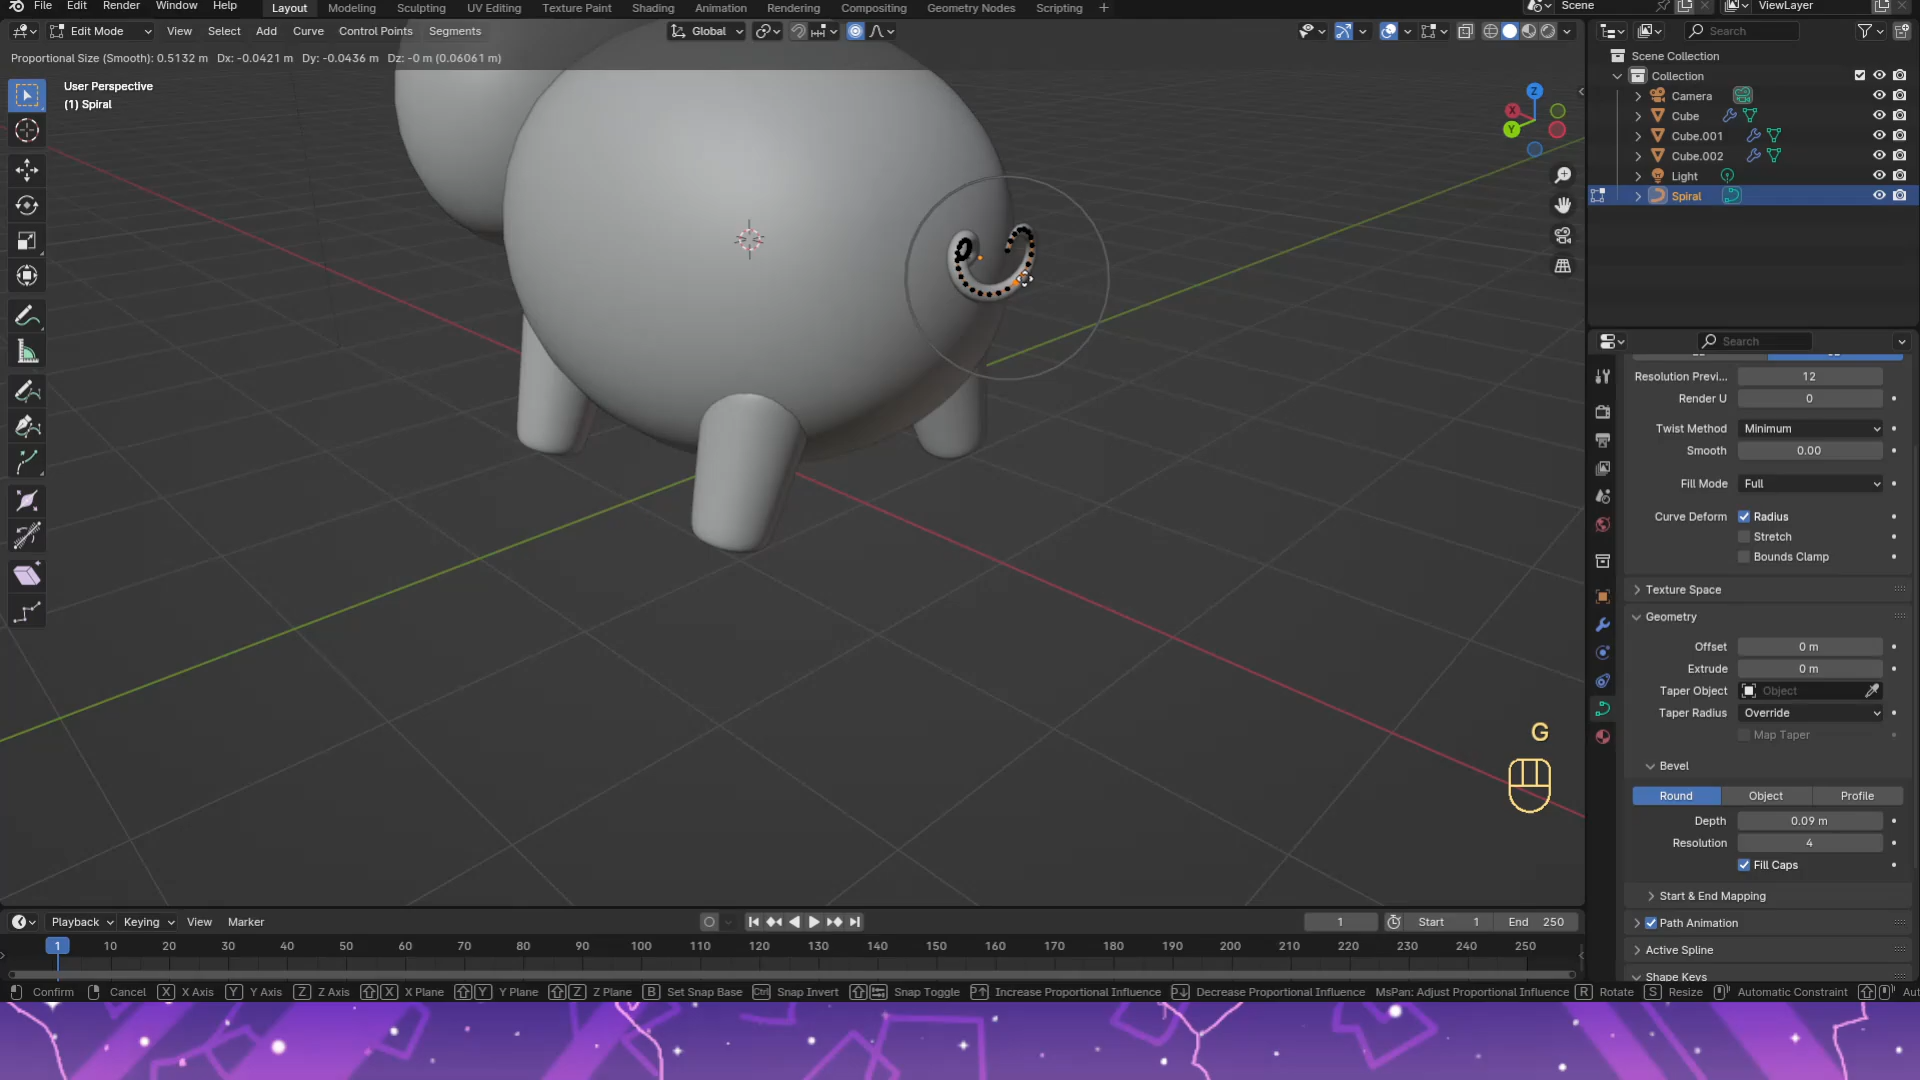 File Edit Render Window Help Layout Modeling Sculpting UV Editing Texture Paint Shading Animation Rendering Compositing Geometry Nodes Scripting + Scene ViewLayer
Edit Mode View Select Add Curve Control Points Segments Global Search
Proportional Size (Smooth): 0.5132 m Dx: -0.0421 m Dy: -0.0436 m Dz: -0 m (0.06061 m)
User Perspective
(1) Spiral
X
Y
Z
Scene Collection
Collection
Camera
Cube
Cube.001
Cube.002
Light
Spiral
Search
Resolution Previ... 12
Render U 0
Twist Method Minimum
Smooth 0.00
Fill Mode Full
Curve Deform Radius
Stretch
Bounds Clamp
Texture Space
Geometry
Offset 0 m
Extrude 0 m
Taper Object Object
Taper Radius Override
Map Taper
Bevel
Round Object Profile
Depth 0.09 m
Resolution 4
Fill Caps
Start & End Mapping
Path Animation
Active Spline
Shape Keys
G
Playback Keying View Marker 1 Start 1 End 250
1 10 20 30 40 50 60 70 80 90 100 110 120 130 140 150 160 170 180 190 200 210 220 230 240 250
Confirm Cancel X X Axis Y Y Axis Z Z Axis X X Plane Y Y Plane Z Z Plane B Set Snap Base Ctrl Snap Invert Snap Toggle Increase Proportional Influence Decrease Proportional Influence MsPan: Adjust Proportional Influence R Rotate S Resize Automatic Constraint Aut